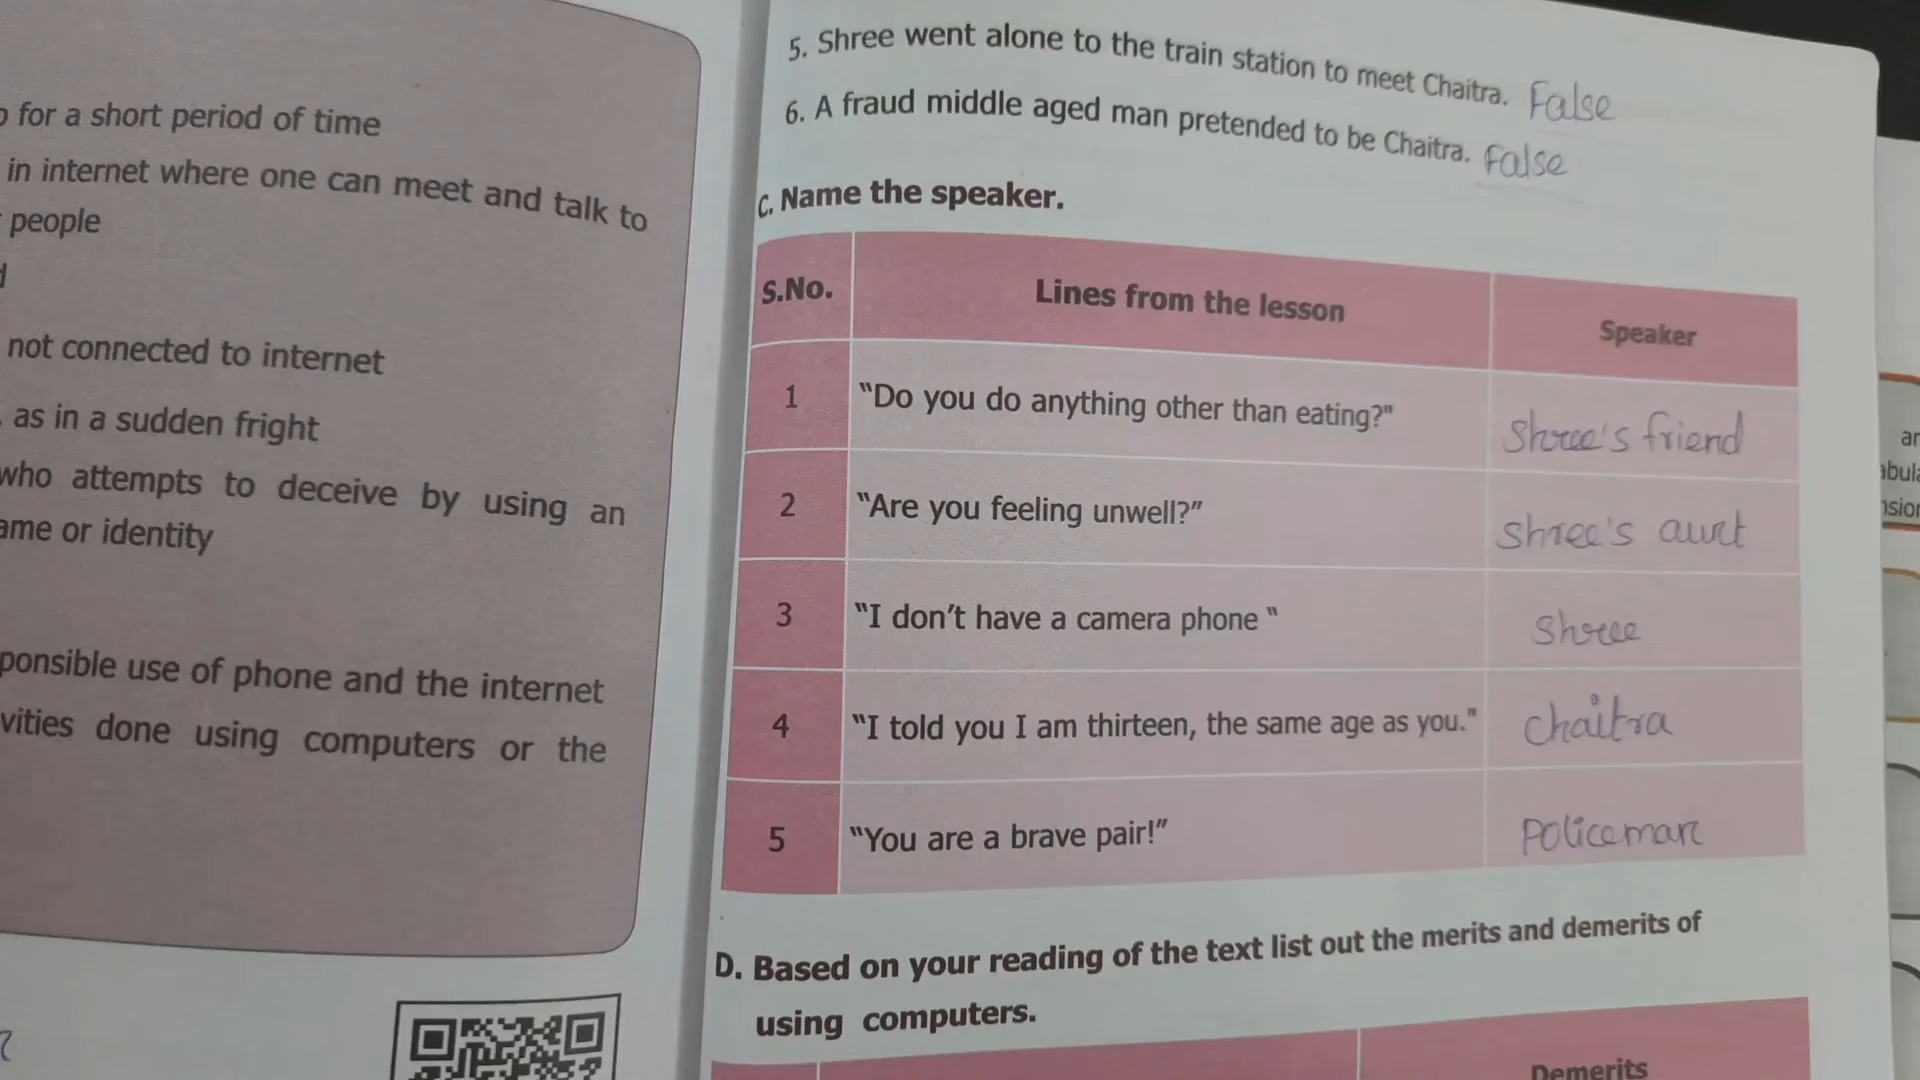 for a short period of time
in internet where one can meet and talk to
people
not connected to internet
as in a sudden fright
who attempts to deceive by using an
ame or identity
ponsible use of phone and the internet
vities done using computers or the
5. Shree went alone to the train station to meet Chaitra. False
6. A fraud middle aged man pretended to be Chaitra. False
C. Name the speaker.
S.No. Lines from the lesson Speaker
1 "Do you do anything other than eating?" Shree's friend
2 "Are you feeling unwell?" Shree's aunt
3 "I don't have a camera phone " Shree
4 "I told you I am thirteen, the same age as you." Chaitra
5 "You are a brave pair!" Policeman
D. Based on your reading of the text list out the merits and demerits of
using computers.
Demerits